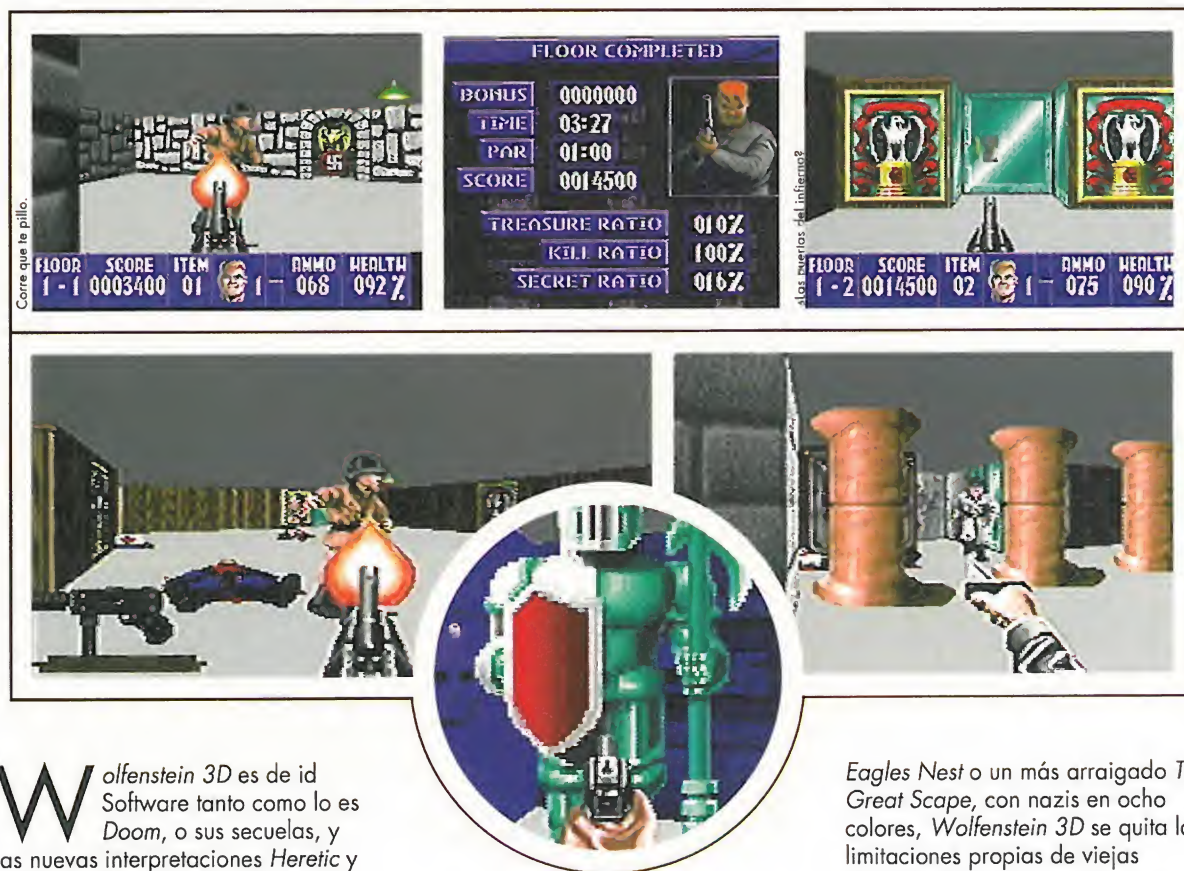 Corre que te pillo.
FLOOR SCORE ITEM AMMO HEALTH
1-1 0003400 01 1 068 092%
FLOOR COMPLETED
BONUS 0000000
TIME 03:27
PAR 01:00
SCORE 0014500
TREASURE RATIO 010%
KILL RATIO 100%
SECRET RATIO 016%
del infierno?
FLOOR SCORE ITEM AMMO HEALTH
1-2 0014500 02 1 075 090%
Wolfenstein 3D es de id
Software tanto como lo es
Doom, o sus secuelas, y
as nuevas interpretaciones Heretic y
Eagles Nest o un más arraigado T
Great Scape, con nazis en ocho
colores, Wolfenstein 3D se quita l
limitaciones propias de viejas